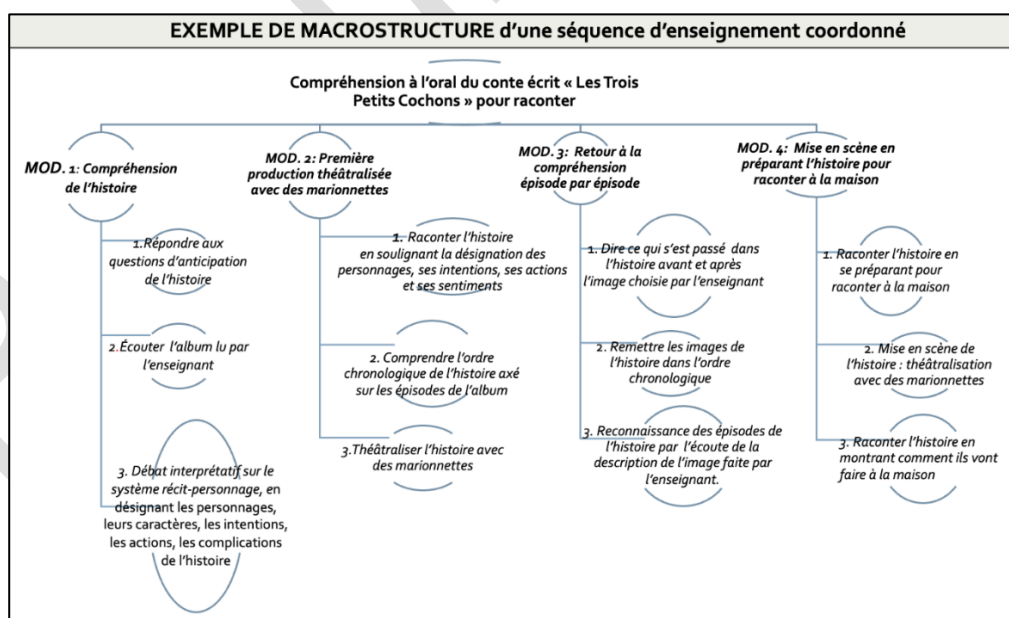 EXEMPLE DE MACROSTRUCTURE d'une séquence d'enseignement coordonné
Compréhension à l'oral du conte écrit « Les Trois
Petits Cochons » pour raconter
MOD. 1: Compréhension
de l'histoire
1.Répondre aux
questions d'anticipation
de l'histoire
2.Écouter l'album lu par
l'enseignant
3. Débat interprétatif sur le
système récit-personnage, en
désignant les personnages,
leurs caractères, les intentions,
les actions, les complications
de l'histoire
MOD. 2: Première
production théâtralisée
avec des marionnettes
1. Raconter l'histoire
en soulignant la désignation des
personnages, ses intentions, ses actions
et ses sentiments
2. Comprendre l'ordre
chronologique de l'histoire axé
sur les épisodes de l'album
3.Théâtraliser l'histoire avec
des marionnettes
MOD. 3: Retour à la
compréhension
épisode par épisode
1. Dire ce qui s'est passé dans
l'histoire avant et après
l'image choisie par l'enseignant
2. Remettre les images de
l'histoire dans l'ordre
chronologique
3. Reconnaissance des épisodes de
l'histoire par l'écoute de la
description de l'image faite par
l'enseignant.
MOD. 4: Mise en scène en
préparant l'histoire pour
raconter à la maison
1. Raconter l'histoire en
se préparant pour
raconter à la maison
2. Mise en scène de
l'histoire : théâtralisation
avec des marionnettes
3. Raconter l'histoire en
montrant comment ils vont
faire à la maison